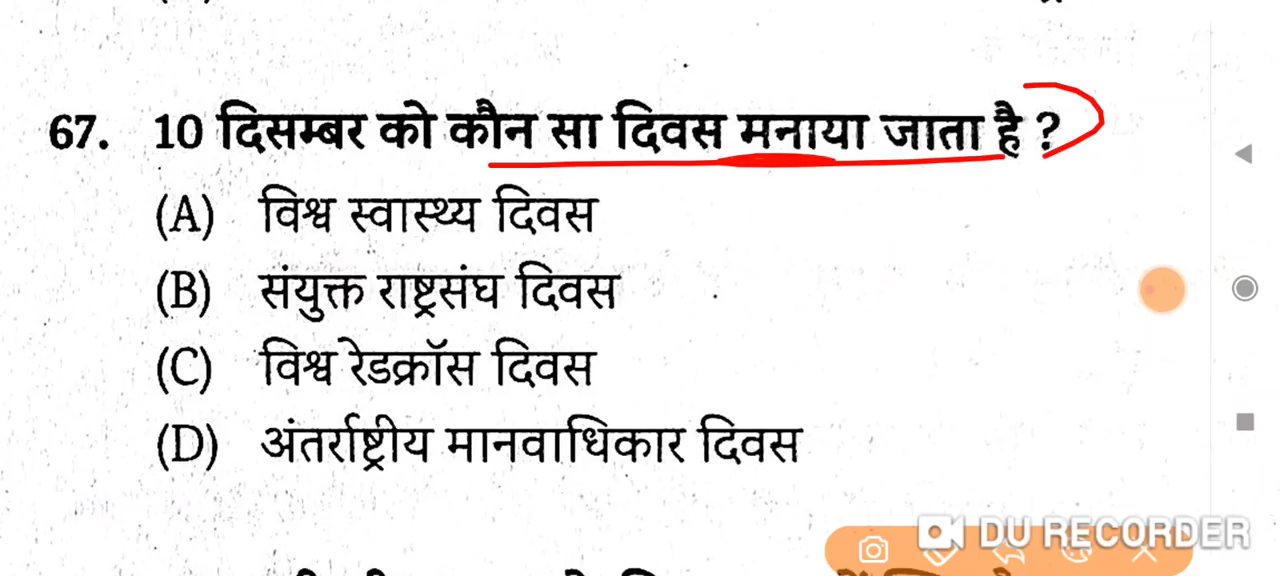 67. 10 दिसम्बर को कौन सा दिवस मनाया जाता है ?
(A) विश्व स्वास्थ्य दिवस
(B) संयुक्त राष्ट्रसंघ दिवस
(C) विश्व रेडक्रॉस दिवस
(D) अंतर्राष्ट्रीय मानवाधिकार दिवस
DU RECORDER